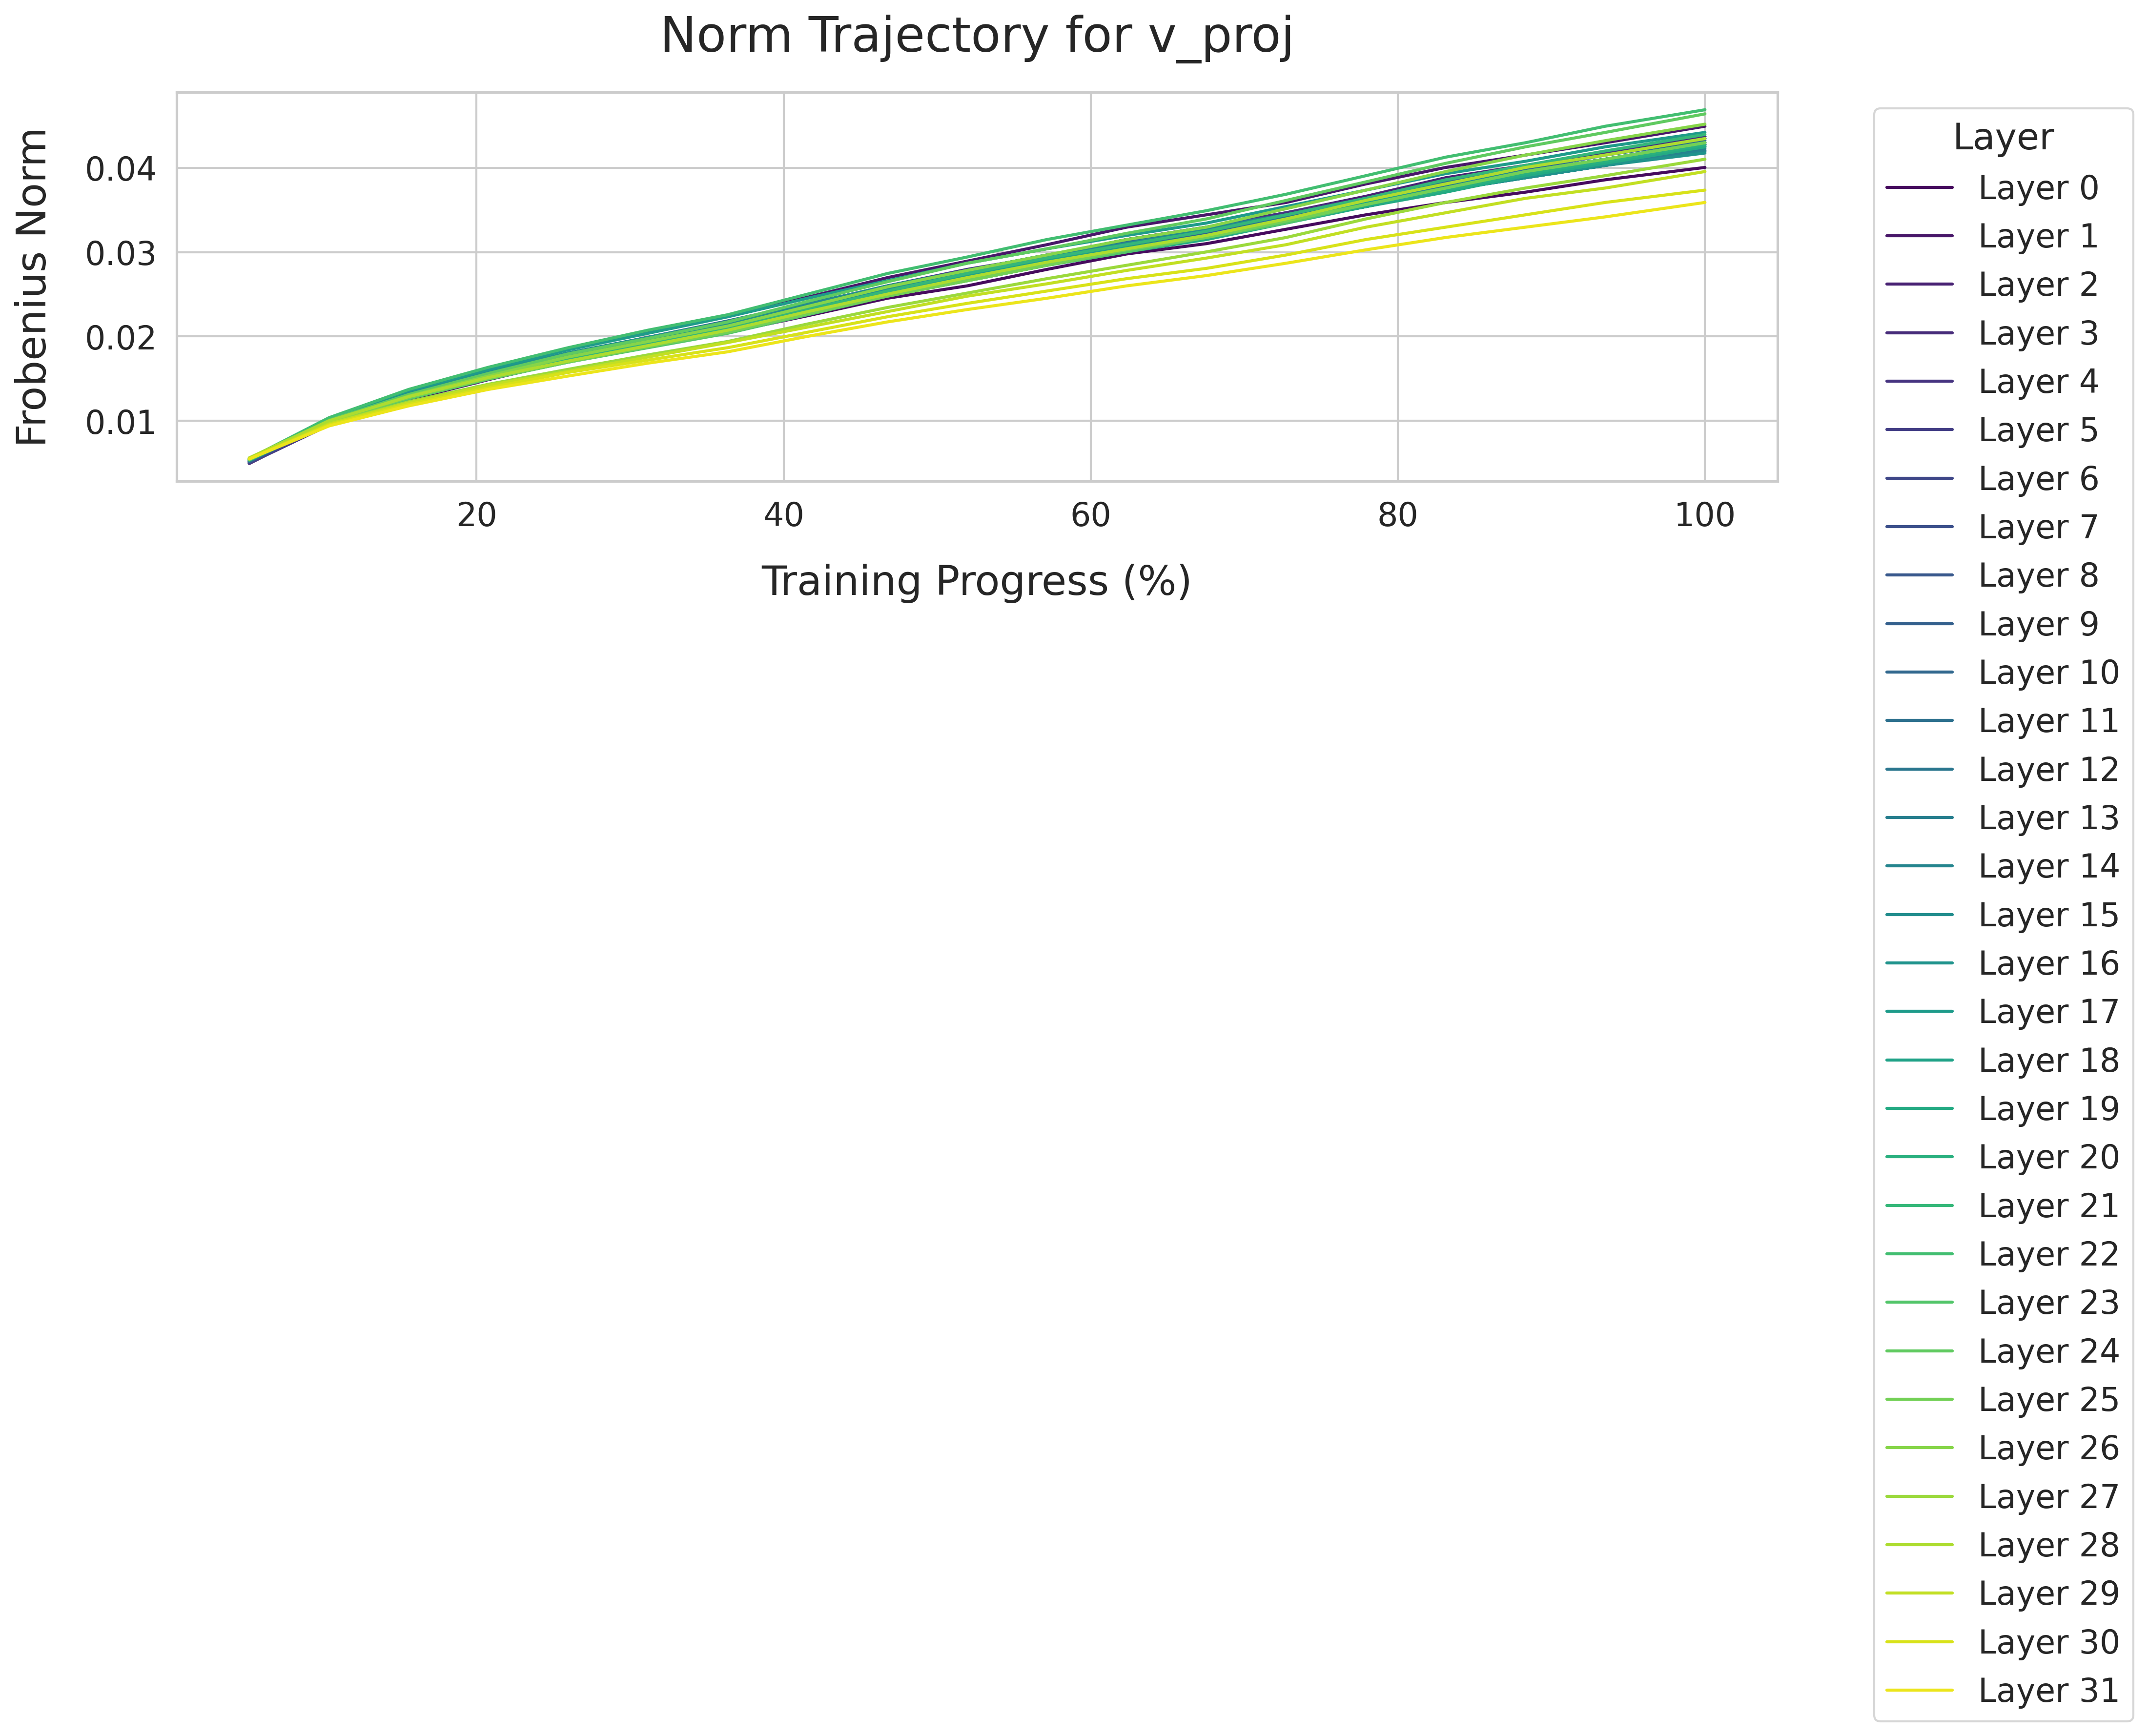 Norm Trajectory for v_proj
Frobenius Norm
0.04
0.03
0.02
0.01
20
40
60
80
100
Training Progress (%)
Layer
Layer 0
Layer 1
Layer 2
Layer 3
Layer 4
Layer 5
Layer 6
Layer 7
Layer 8
Layer 9
Layer 10
Layer 11
Layer 12
Layer 13
Layer 14
Layer 15
Layer 16
Layer 17
Layer 18
Layer 19
Layer 20
Layer 21
Layer 22
Layer 23
Layer 24
Layer 25
Layer 26
Layer 27
Layer 28
Layer 29
Layer 30
Layer 31